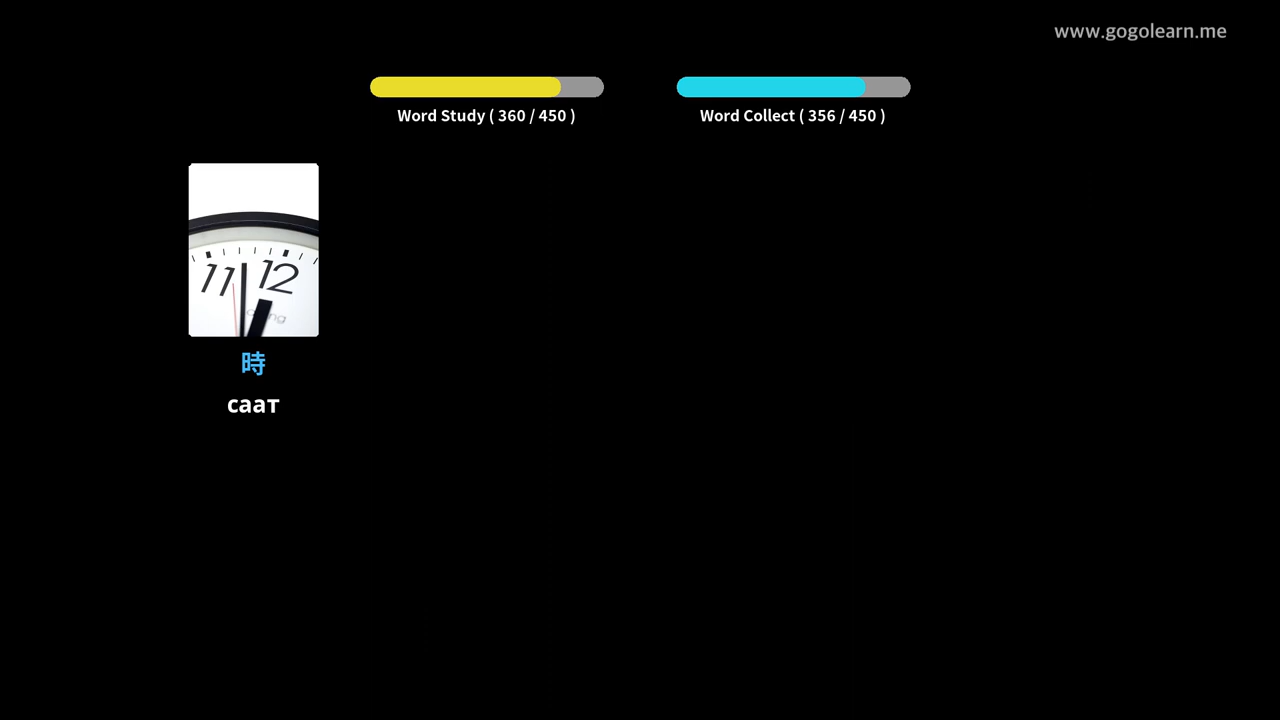 www.gogolearn.me
Word Study ( 360 / 450 )
Word Collect ( 356 / 450 )
11 12
時
саат